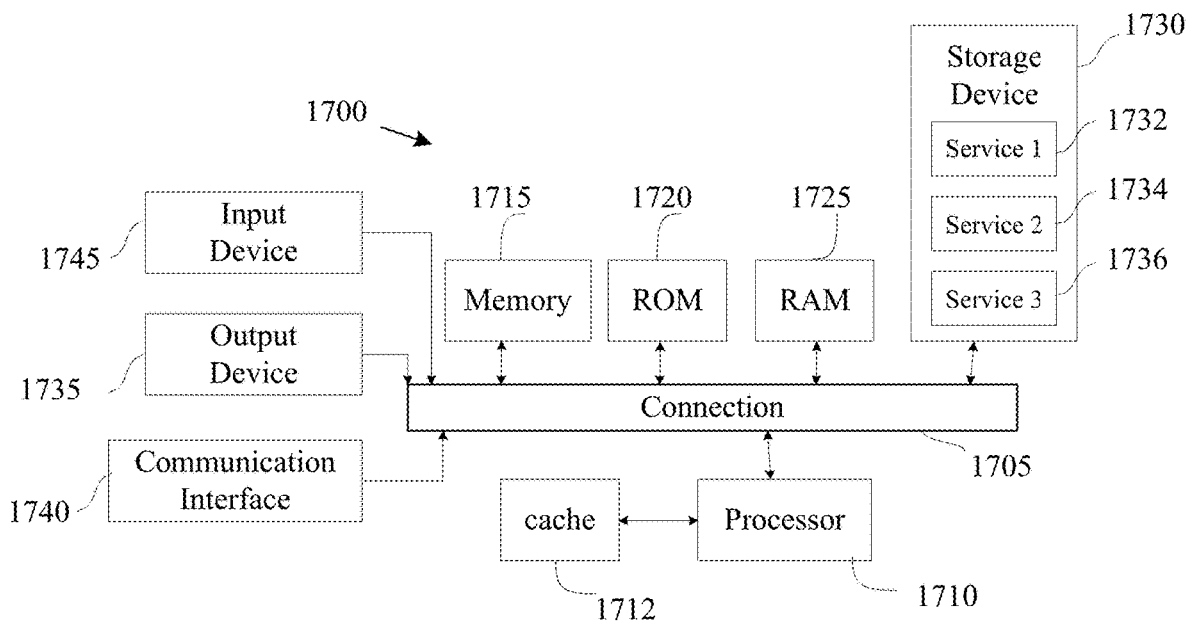 1730
Storage
Device
1700
1732
Service 1
1715
1720
1725
1734
Input
Device
Service 2
1745
1736
Memory
ROM
RAM
Service 3
Output
Device
1735
Connection
Communication
Interface
1705
1740
cache
Processor
1712
1710